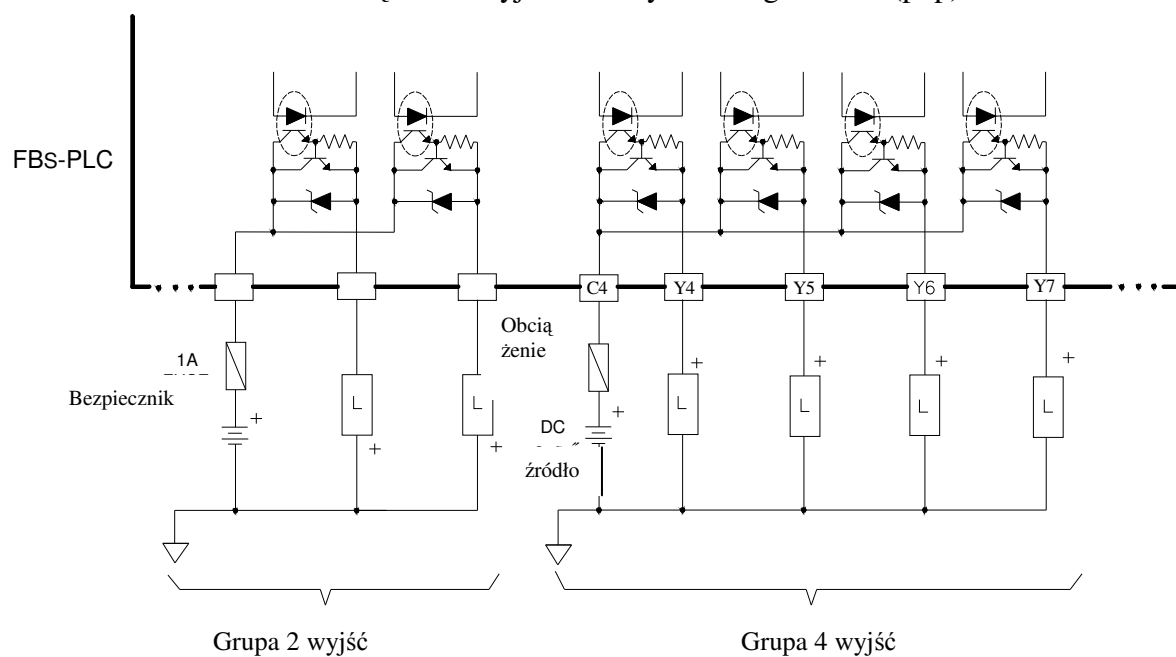 FBs-PLC
C4 Y4 Y5 Y6 Y7
Obcią
żenie
1A
Bezpiecznik
+ + + + + + + +
L L L L L L
DC
źródło
Grupa 2 wyjść
Grupa 4 wyjść